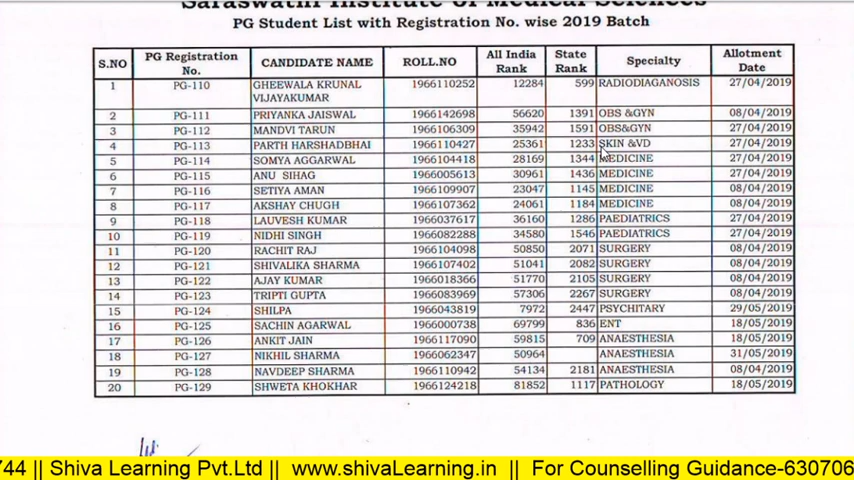 Saraswathi Institute of Medical Sciences
PG Student List with Registration No. wise 2019 Batch
S.NO PG Registration No. CANDIDATE NAME ROLL.NO All India Rank State Rank Specialty Allotment Date
1 PG-110 GHEEWALA KRUNAL VIJAYAKUMAR 1966110252 12284 599 RADIODIAGANOSIS 27/04/2019
2 PG-111 PRIYANKA JAISWAL 1966142698 56620 1391 OBS &GYN 08/04/2019
3 PG-112 MANDVI TARUN 1966106309 35942 1591 OBS&GYN 27/04/2019
4 PG-113 PARTH HARSHADBHAI 1966110427 25361 1233 SKIN &VD 27/04/2019
5 PG-114 SOMYA AGGARWAL 1966104418 28169 1344 MEDICINE 27/04/2019
6 PG-115 ANU SIHAG 1966005613 30961 1436 MEDICINE 27/04/2019
7 PG-116 SETIYA AMAN 1966109907 23047 1145 MEDICINE 08/04/2019
8 PG-117 AKSHAY CHUGH 1966107362 24061 1184 MEDICINE 08/04/2019
9 PG-118 LAUVESH KUMAR 1966037617 36160 1286 PAEDIATRICS 27/04/2019
10 PG-119 NIDHI SINGH 1966082288 34580 1546 PAEDIATRICS 27/04/2019
11 PG-120 RACHIT RAJ 1966104098 50850 2071 SURGERY 08/04/2019
12 PG-121 SHIVALIKA SHARMA 1966107402 51041 2082 SURGERY 08/04/2019
13 PG-122 AJAY KUMAR 1966018366 51770 2105 SURGERY 08/04/2019
14 PG-123 TRIPTI GUPTA 1966083969 57306 2267 SURGERY 08/04/2019
15 PG-124 SHILPA 1966043819 7972 2447 PSYCHITARY 29/05/2019
16 PG-125 SACHIN AGARWAL 1966000738 69799 836 ENT 18/05/2019
17 PG-126 ANKIT JAIN 1966117090 59815 709 ANAESTHESIA 18/05/2019
18 PG-127 NIKHIL SHARMA 1966062347 50964 ANAESTHESIA 31/05/2019
19 PG-128 NAVDEEP SHARMA 1966110942 54134 2181 ANAESTHESIA 08/04/2019
20 PG-129 SHWETA KHOKHAR 1966124218 81852 1117 PATHOLOGY 18/05/2019
744 || Shiva Learning Pvt.Ltd || www.shivaLearning.in || For Counselling Guidance-630706